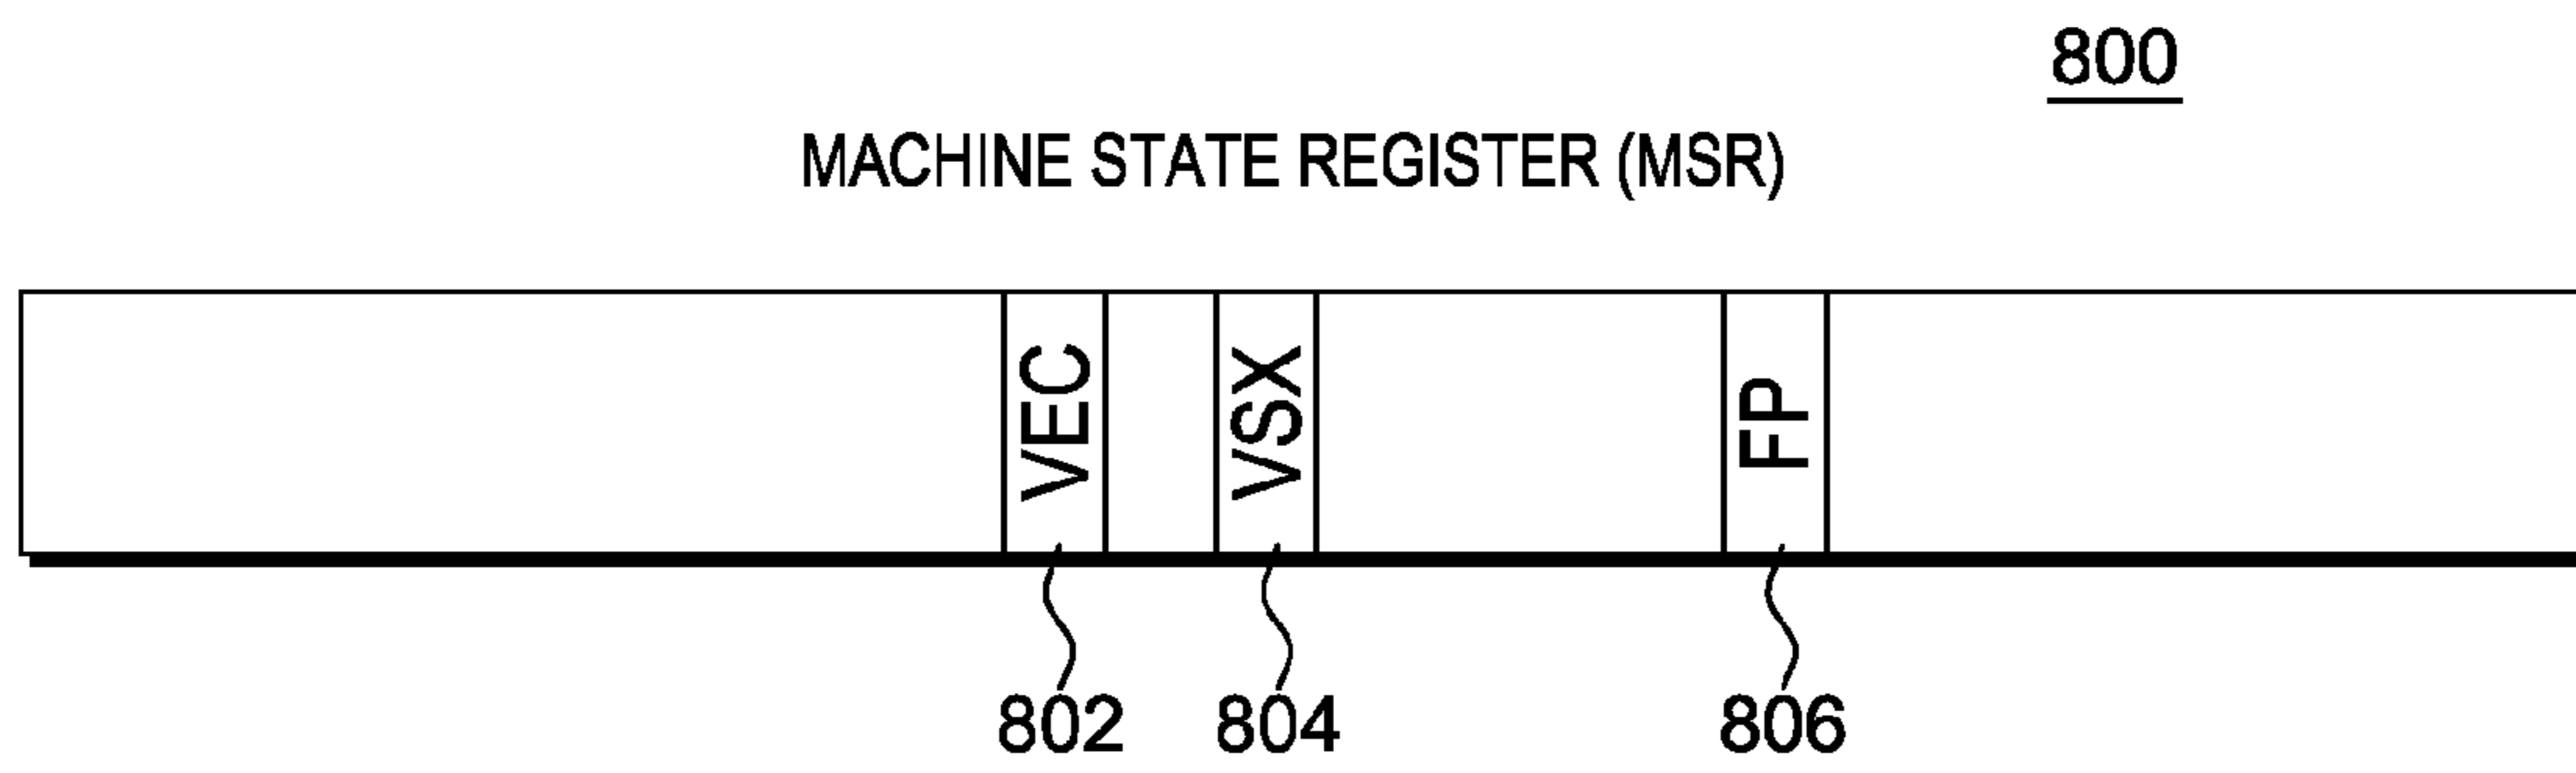 800
MACHINE STATE REGISTER (MSR)
VEC
VSX
FP
802
804
806